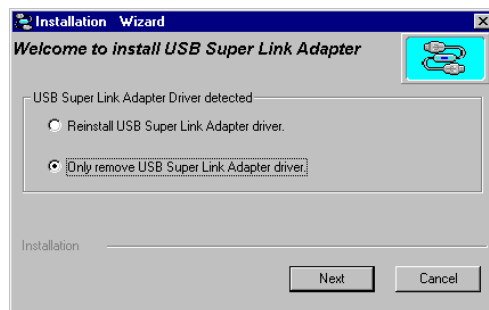 Installation Wizard
Welcome to install USB Super Link Adapter
USB Super Link Adapter Driver detected
Reinstall USB Super Link Adapter driver.
Only remove USB Super Link Adapter driver.
Installation
Next
Cancel